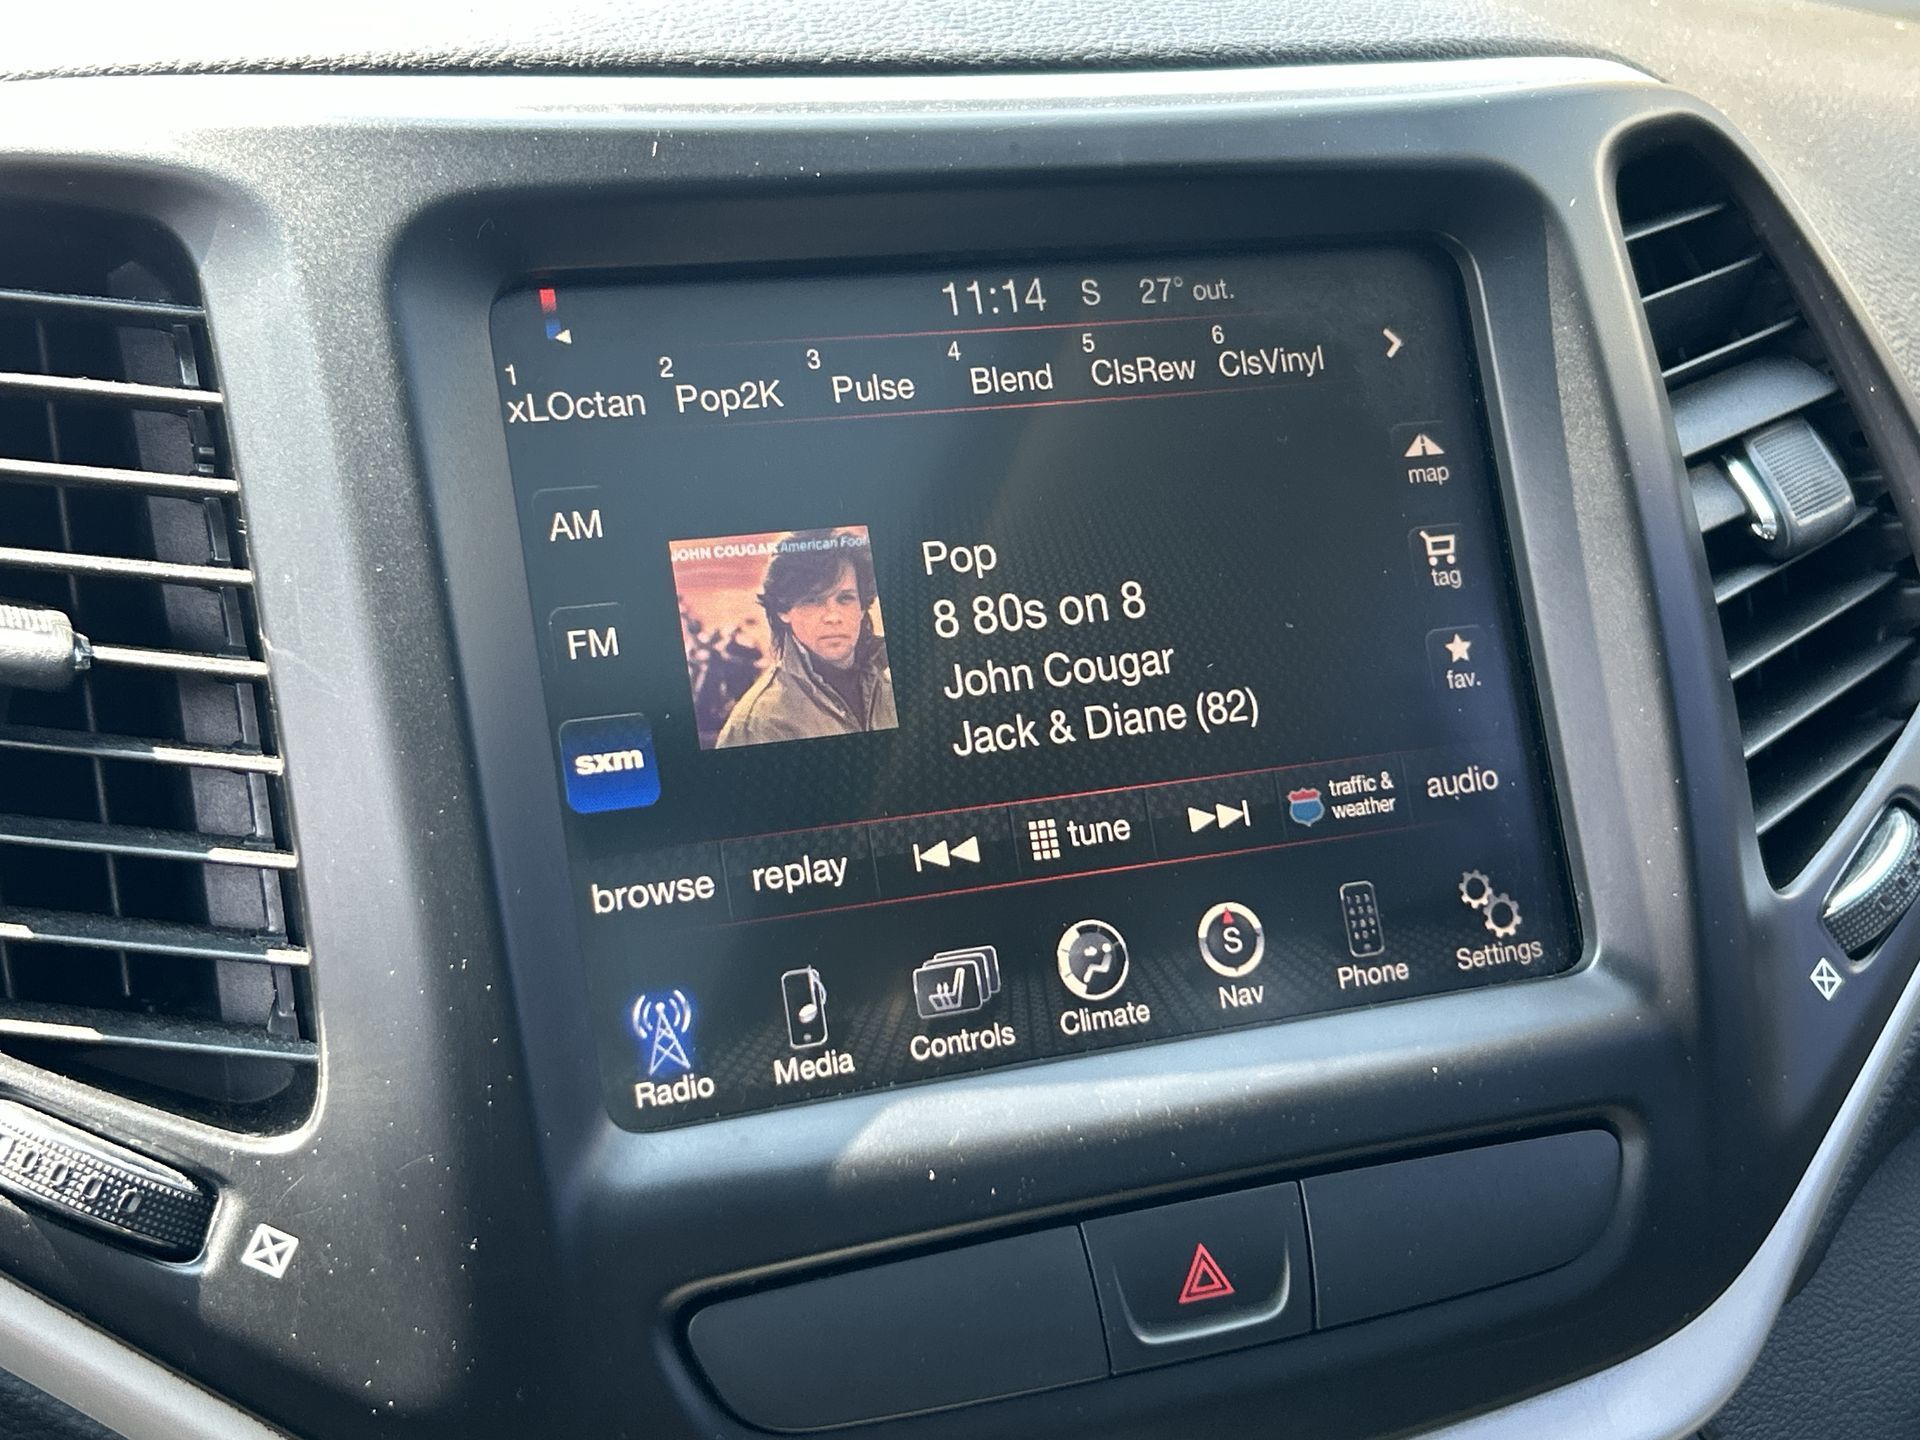 11:14 S 27° out.
1 xLOctan 2 Pop2K 3 Pulse 4 Blend 5 ClsRew 6 ClsVinyl
map
AM
JOHN COUGAR American Fool
Pop
tag
8 80s on 8
FM
John Cougar
fav.
Jack & Diane (82)
sxm
browse replay tune traffic & weather audio
Radio Media Controls Climate S Nav Phone Settings